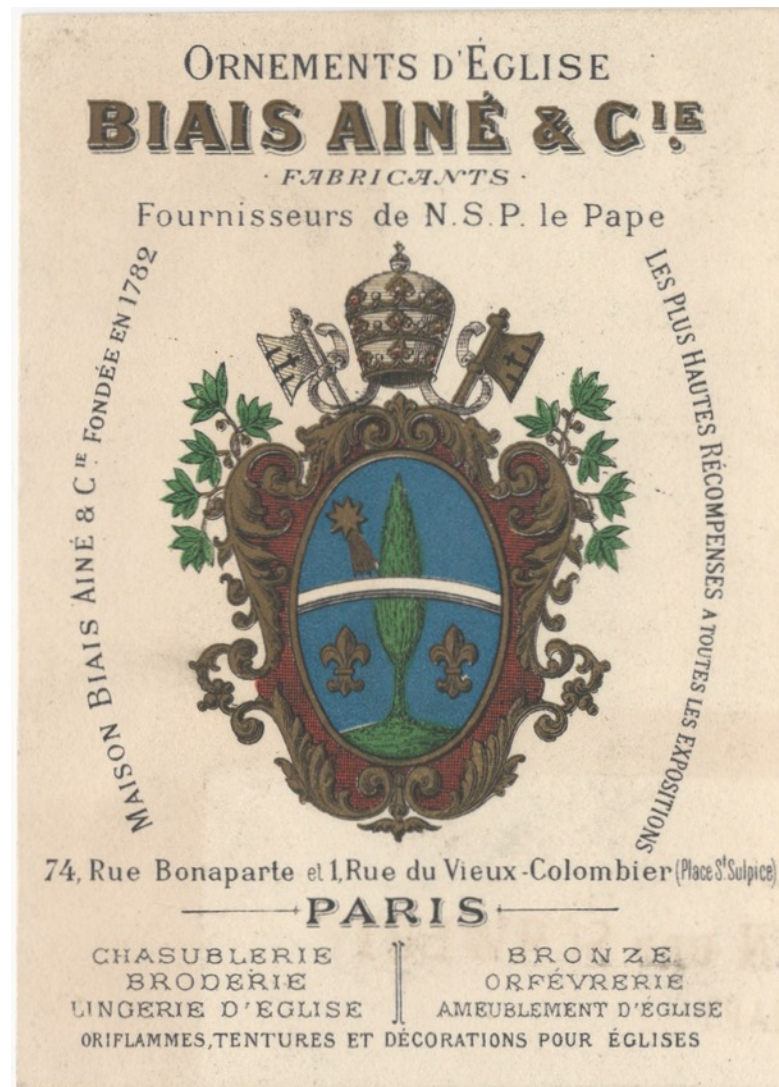 ORNEMENTS D'ÉGLISE
BIAIS AINÉ & CIE.
· FABRICANTS ·
Fournisseurs de N.S.P. le Pape
MAISON BIAIS AINÉ & CIE. FONDÉE EN 1782
LES PLUS HAUTES RÉCOMPENSES A TOUTES LES EXPOSITIONS
74, Rue Bonaparte et 1, Rue du Vieux-Colombier (Place St Sulpice)
PARIS
CHASUBLERIE
BRODERIE
LINGERIE D'EGLISE
BRONZE
ORFÉVRERIE
AMEUBLEMENT D'ÉGLISE
ORIFLAMMES, TENTURES ET DÉCORATIONS POUR ÉGLISES